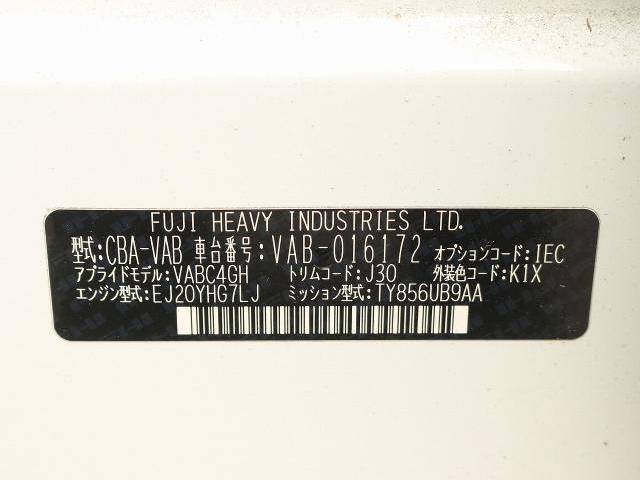 FUJI HEAVY INDUSTRIES LTD.
型式:CBA-VAB 車台番号:VAB-016172 オプションコード:IEC
アプライドモデル:VABC4GH トリムコード:J30 外装色コード:K1X
エンジン型式:EJ20YHG7LJ ミッション型式:TY856UB9AA